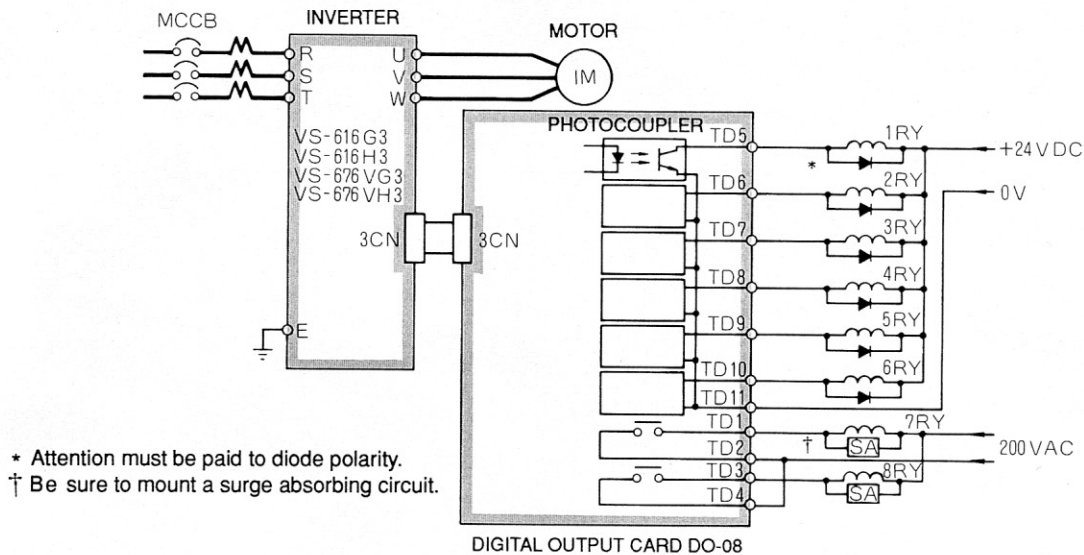 MCCB
INVERTER
MOTOR
R
S
T
U
V
W
IM
VS-616G3
VS-616H3
VS-676VG3
VS-676VH3
3CN
3CN
E
PHOTOCOUPLER
TD5
1RY
*
+24VDC
TD6
2RY
0V
TD7
3RY
TD8
4RY
TD9
5RY
TD10
6RY
TD11
TD1
7RY
†
SA
TD2
200VAC
TD3
8RY
SA
TD4
* Attention must be paid to diode polarity.
† Be sure to mount a surge absorbing circuit.
DIGITAL OUTPUT CARD DO-08